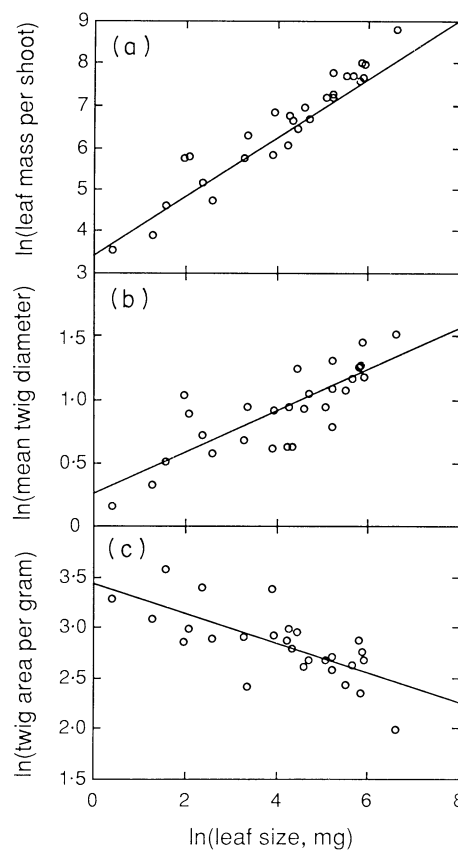 (a)
ln(leaf mass per shoot)
9
8
7
6
5
4
3
(b)
ln(mean twig diameter)
1·5
1·0
0·5
0
(c)
ln(twig area per gram)
3·5
3·0
2·5
2·0
1·5
0 2 4 6 8
ln(leaf size, mg)